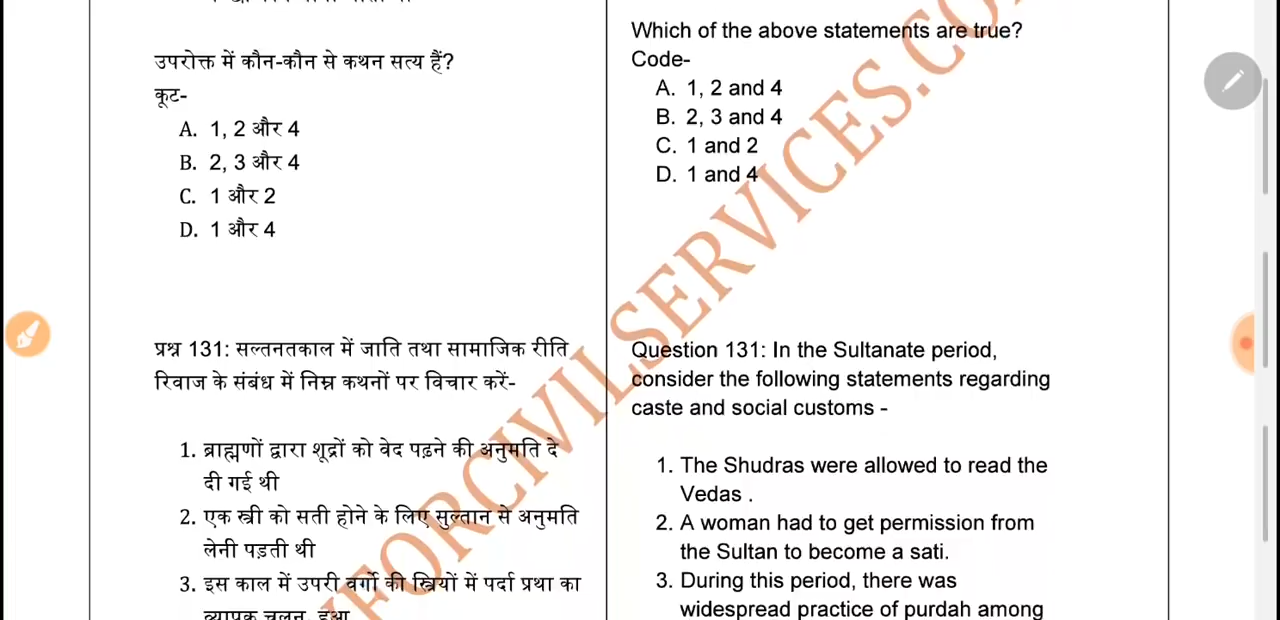 उपरोक्त में कौन-कौन से कथन सत्य हैं?
कूट-
A. 1, 2 और 4
B. 2, 3 और 4
C. 1 और 2
D. 1 और 4
प्रश्न 131: सल्तनतकाल में जाति तथा सामाजिक रीति
रिवाज के संबंध में निम्न कथनों पर विचार करें-
1. ब्राह्मणों द्वारा शूद्रों को वेद पढ़ने की अनुमति दे
दी गई थी
2. एक स्त्री को सती होने के लिए सुल्तान से अनुमति
लेनी पड़ती थी
3. इस काल में उपरी वर्गो की स्त्रियों में पर्दा प्रथा का
व्यापक चलन हुआ
Which of the above statements are true?
Code-
A. 1, 2 and 4
B. 2, 3 and 4
C. 1 and 2
D. 1 and 4
Question 131: In the Sultanate period,
consider the following statements regarding
caste and social customs -
1. The Shudras were allowed to read the
Vedas .
2. A woman had to get permission from
the Sultan to become a sati.
3. During this period, there was
widespread practice of purdah among
FORCIVILSERVICES.CO